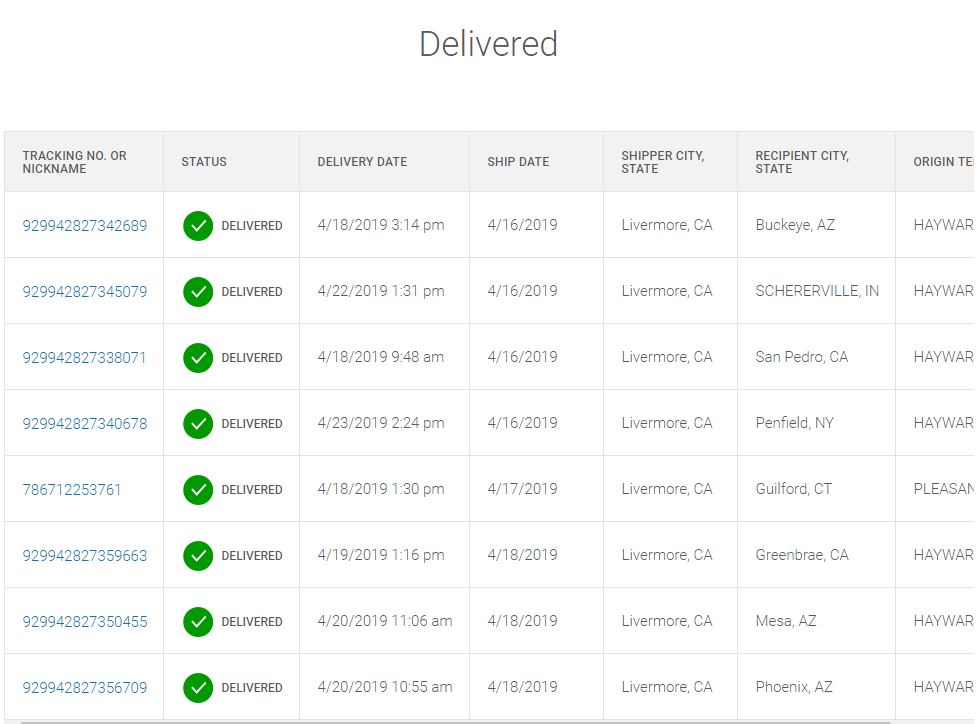 Delivered
TRACKING NO. OR NICKNAME STATUS DELIVERY DATE SHIP DATE SHIPPER CITY, STATE RECIPIENT CITY, STATE ORIGIN TE
929942827342689 DELIVERED 4/18/2019 3:14 pm 4/16/2019 Livermore, CA Buckeye, AZ HAYWAR
929942827345079 DELIVERED 4/22/2019 1:31 pm 4/16/2019 Livermore, CA SCHERERVILLE, IN HAYWAR
929942827338071 DELIVERED 4/18/2019 9:48 am 4/16/2019 Livermore, CA San Pedro, CA HAYWAR
929942827340678 DELIVERED 4/23/2019 2:24 pm 4/16/2019 Livermore, CA Penfield, NY HAYWAR
786712253761 DELIVERED 4/18/2019 1:30 pm 4/17/2019 Livermore, CA Guilford, CT PLEASAN
929942827359663 DELIVERED 4/19/2019 1:16 pm 4/18/2019 Livermore, CA Greenbrae, CA HAYWAR
929942827350455 DELIVERED 4/20/2019 11:06 am 4/18/2019 Livermore, CA Mesa, AZ HAYWAR
929942827356709 DELIVERED 4/20/2019 10:55 am 4/18/2019 Livermore, CA Phoenix, AZ HAYWAR